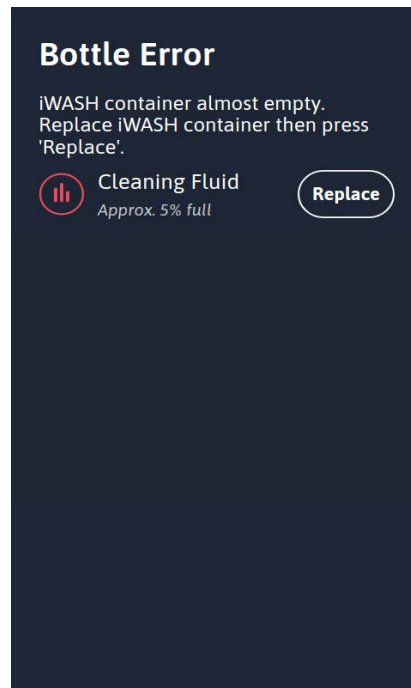 Bottle Error
iWASH container almost empty.
Replace iWASH container then press
'Replace'.
Cleaning Fluid
Replace
Approx. 5% full